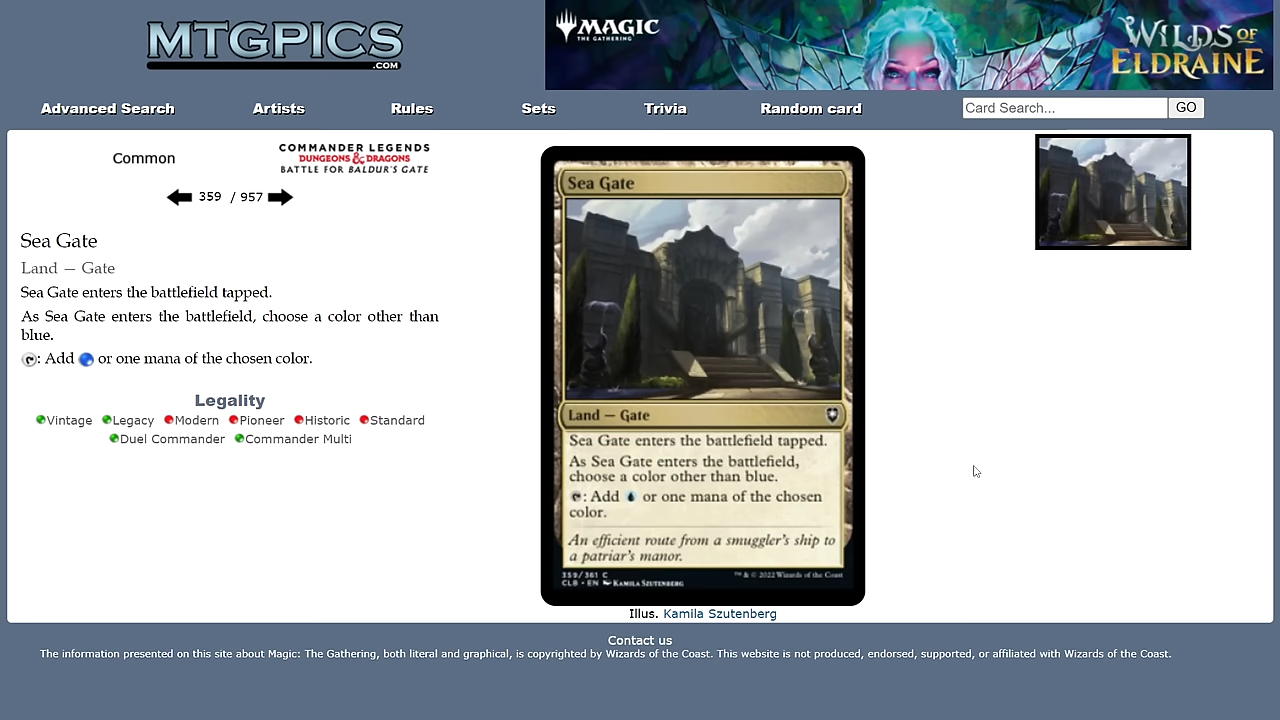 MTGPICS
.COM
MAGIC
THE GATHERING
WILDS OF
ELDRAINE
Advanced Search Artists Rules Sets Trivia Random card Card Search... GO
Common
COMMANDER LEGENDS
DUNGEONS & DRAGONS
BATTLE FOR BALDUR'S GATE
359 / 957
Sea Gate
Land — Gate
Sea Gate enters the battlefield tapped.
As Sea Gate enters the battlefield, choose a color other than
blue.
: Add or one mana of the chosen color.
Legality
Vintage Legacy Modern Pioneer Historic Standard
Duel Commander Commander Multi
Sea Gate
Land — Gate
Sea Gate enters the battlefield tapped.
As Sea Gate enters the battlefield,
choose a color other than blue.
: Add or one mana of the chosen
color.
An efficient route from a smuggler's ship to
a patriar's manor.
359/361 C
CLB • EN KAMILA SZUTENBERG
™ & © 2022 Wizards of the Coast
Illus. Kamila Szutenberg
Contact us
The information presented on this site about Magic: The Gathering, both literal and graphical, is copyrighted by Wizards of the Coast. This website is not produced, endorsed, supported, or affiliated with Wizards of the Coast.